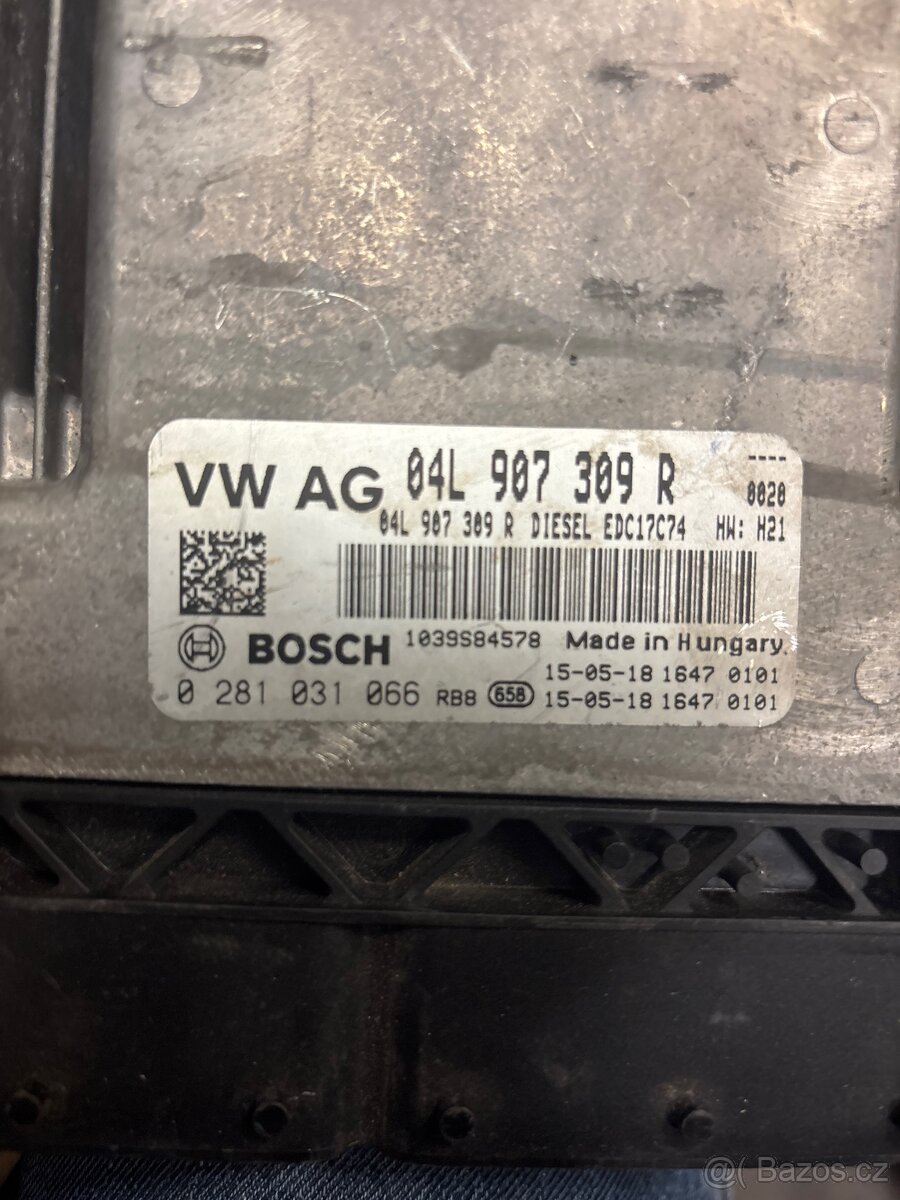 VW AG 04L 907 309 R ----
0020
04L 907 309 R DIESEL EDC17C74 HW: H21
BOSCH 1039S84578 Made in Hungary.
15-05-18 1647 0101
0 281 031 066 RB8 658 15-05-18 1647 0101
@( Bazos.cz